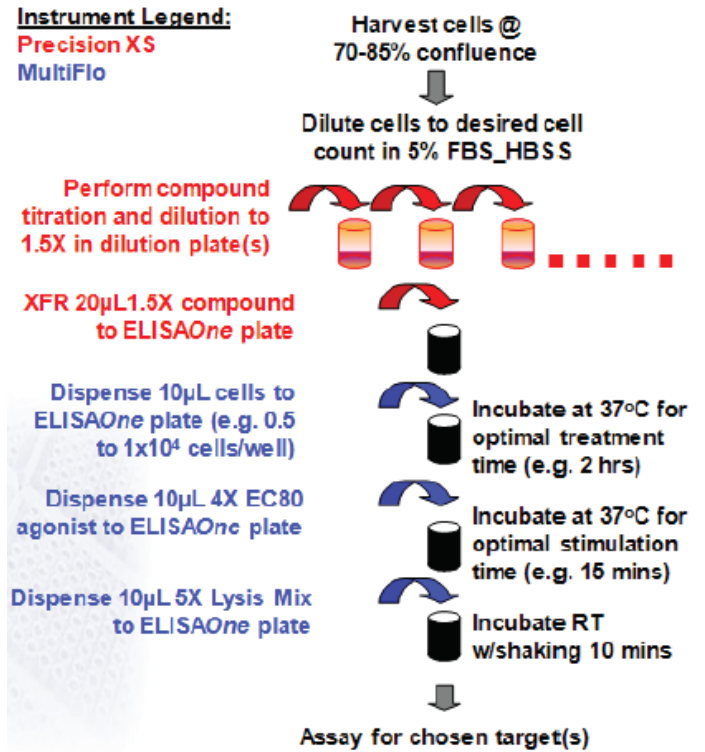 Instrument Legend:
Precision XS
MultiFlo
Harvest cells @
70-85% confluence
Dilute cells to desired cell
count in 5% FBS_HBSS
Perform compound
titration and dilution to
1.5X in dilution plate(s)
XFR 20µL1.5X compound
to ELISAOne plate
Dispense 10µL cells to
ELISAOne plate (e.g. 0.5
to 1x10⁴ cells/well)
Incubate at 37ºC for
optimal treatment
time (e.g. 2 hrs)
Dispense 10µL 4X EC80
agonist to ELISAOne plate
Incubate at 37ºC for
optimal stimulation
time (e.g. 15 mins)
Dispense 10µL 5X Lysis Mix
to ELISAOne plate
Incubate RT
w/shaking 10 mins
Assay for chosen target(s)